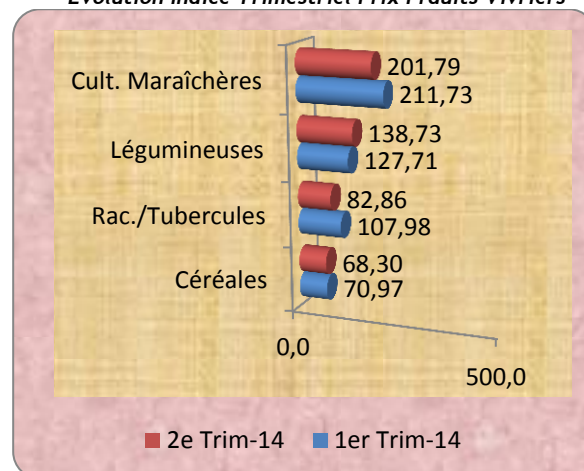 Evolution Indice Trimestriel Prix Produits Vivriers
Cult. Maraîchères
201,79
211,73
Légumineuses
138,73
127,71
Rac./Tubercules
82,86
107,98
Céréales
68,30
70,97
0,0
500,0
2e Trim-14
1er Trim-14